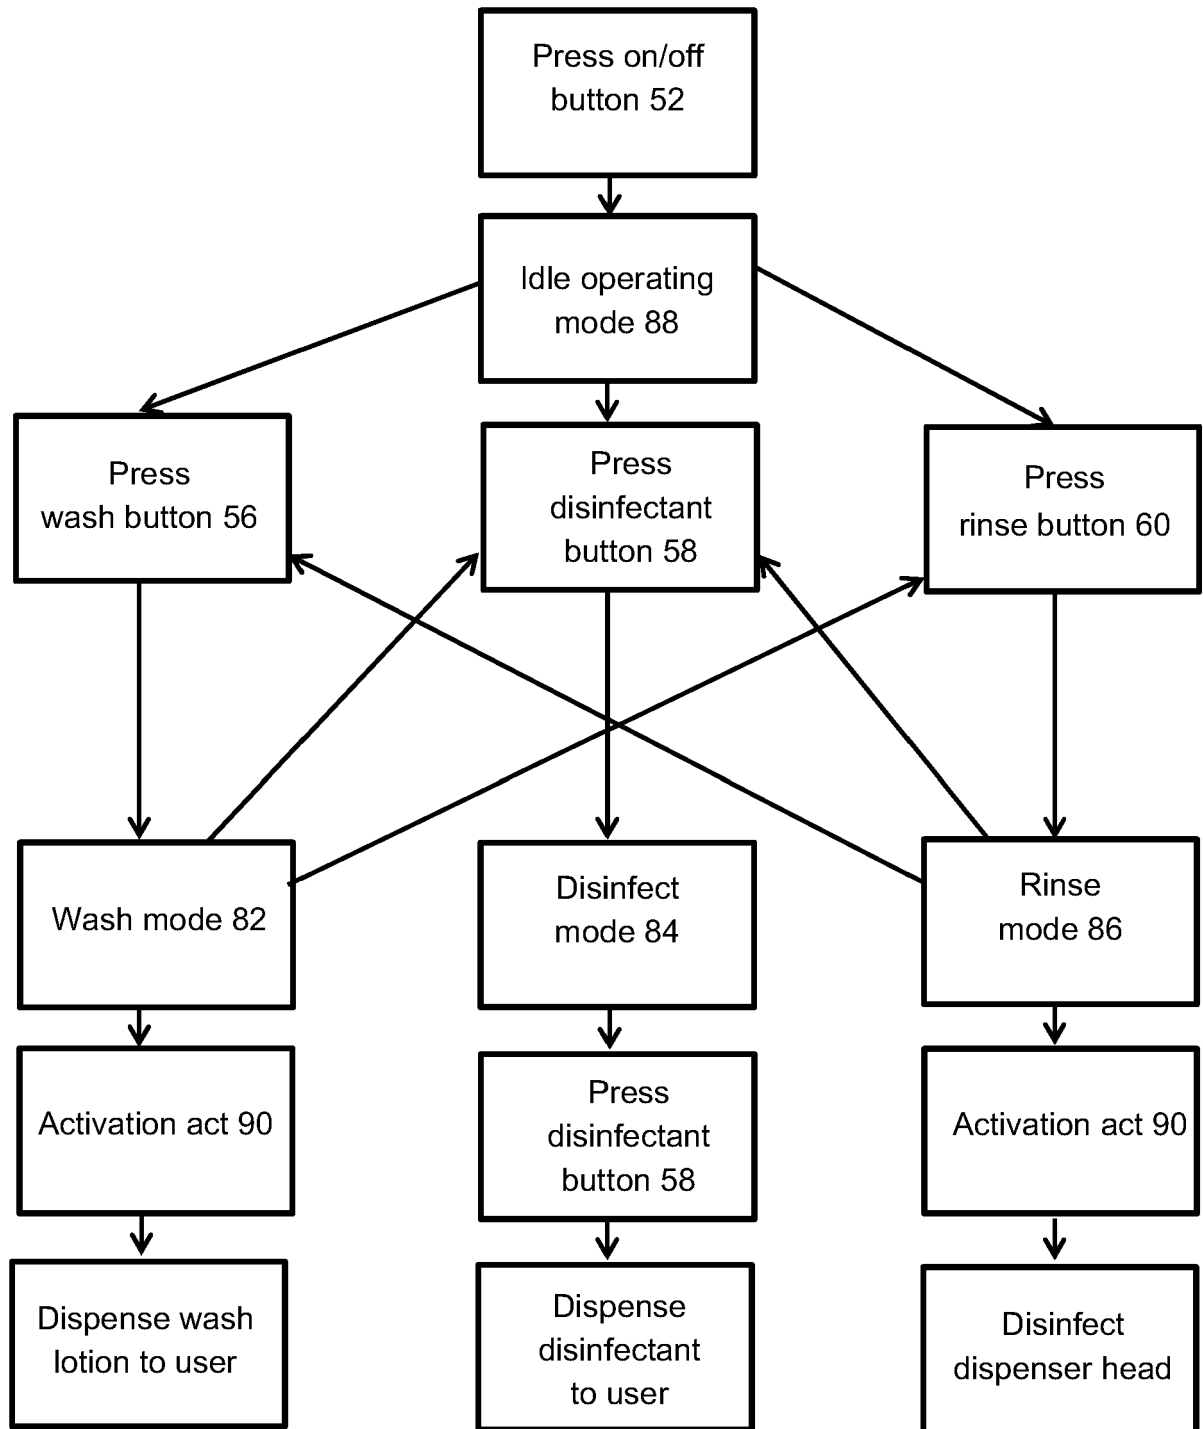 Press on/off
button 52
Idle operating
mode 88
Press
wash button 56
Press
disinfectant
button 58
Press
rinse button 60
Wash mode 82
Disinfect
mode 84
Rinse
mode 86
Activation act 90
Press
disinfectant
button 58
Activation act 90
Dispense wash
lotion to user
Dispense
disinfectant
to user
Disinfect
dispenser head